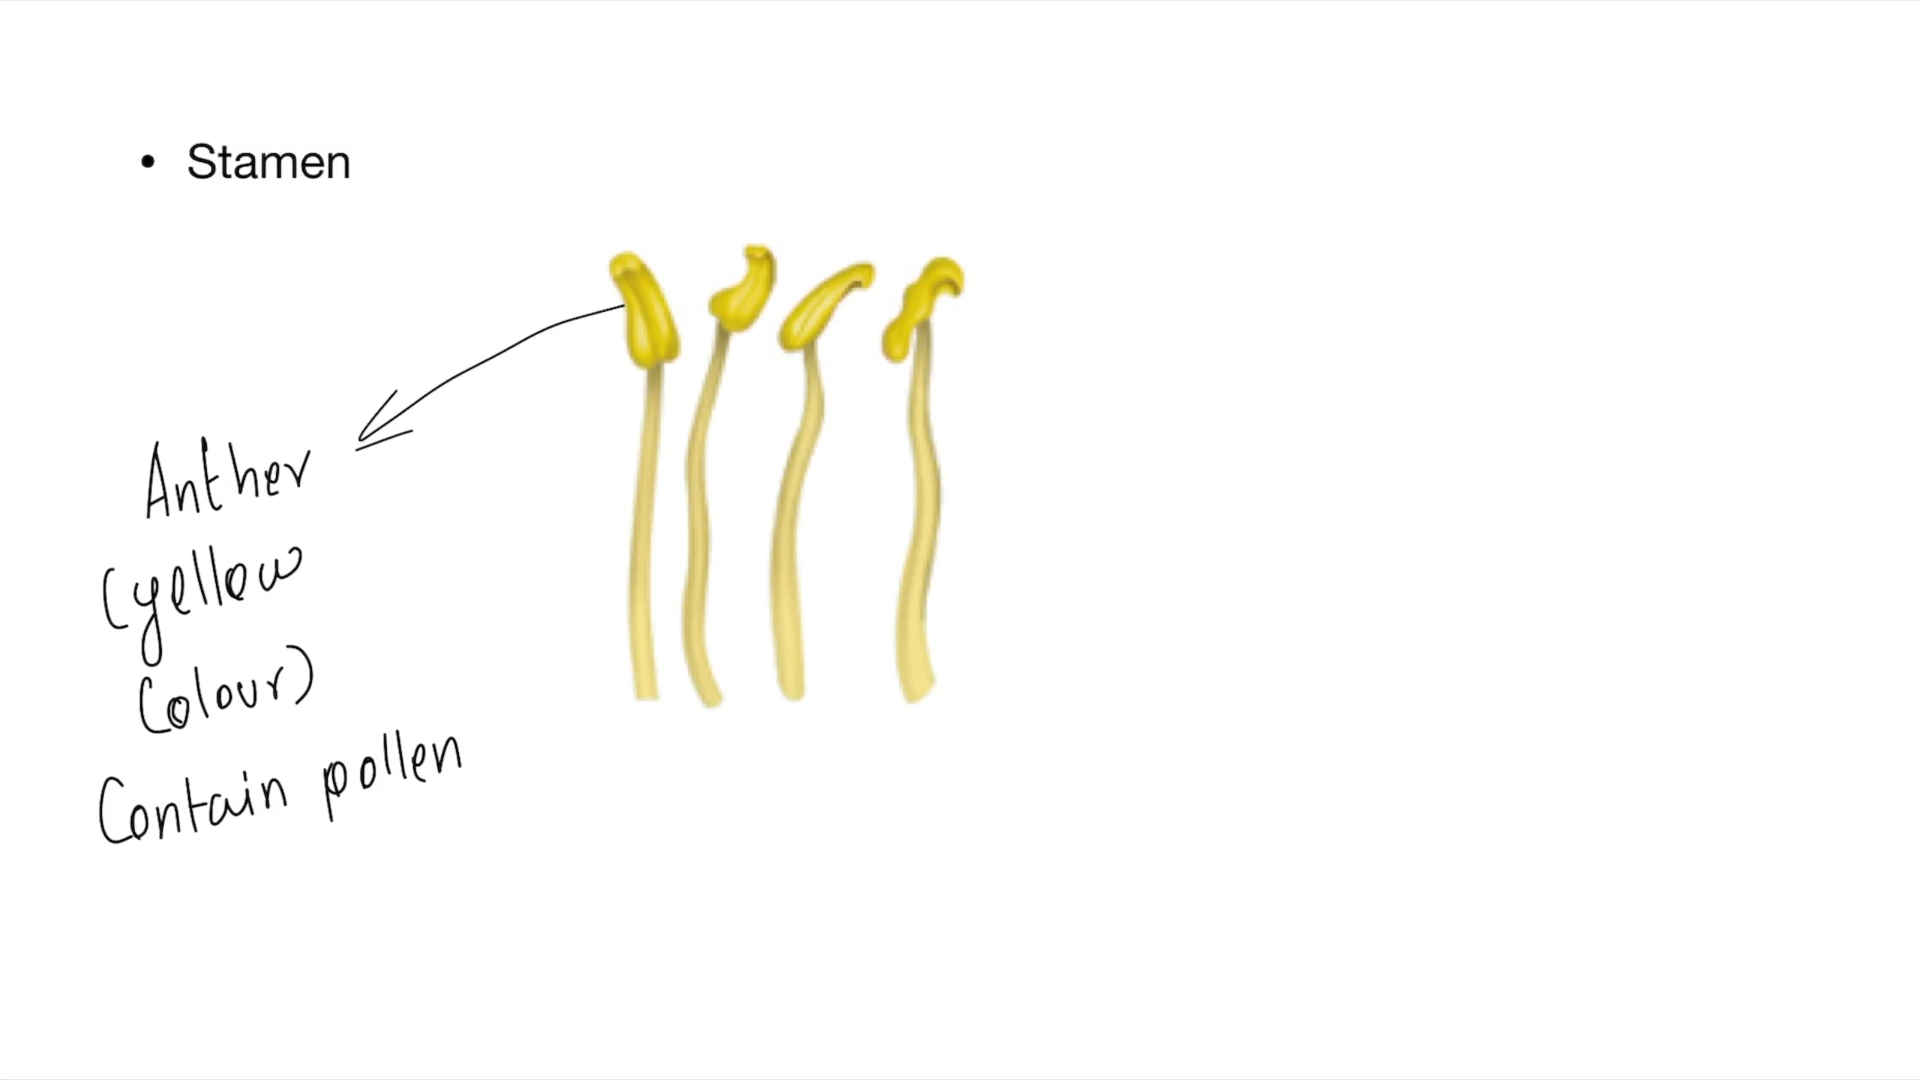 • Stamen
Anther
(yellow
Colour)
Contain pollen